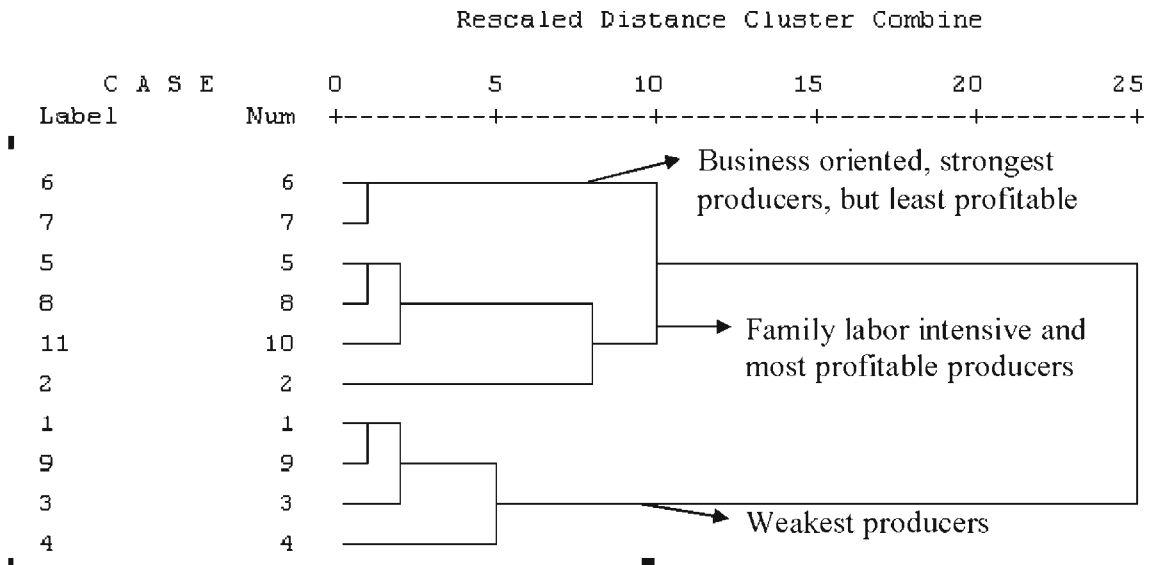 Rescaled Distance Cluster Combine
C A S E 0 5 10 15 20 25
Label Num +---------+---------+---------+---------+---------+
Business oriented, strongest
6 6
producers, but least profitable
7 7
5 5
8 8
Family labor intensive and
11 10
most profitable producers
2 2
1 1
9 9
3 3
Weakest producers
4 4